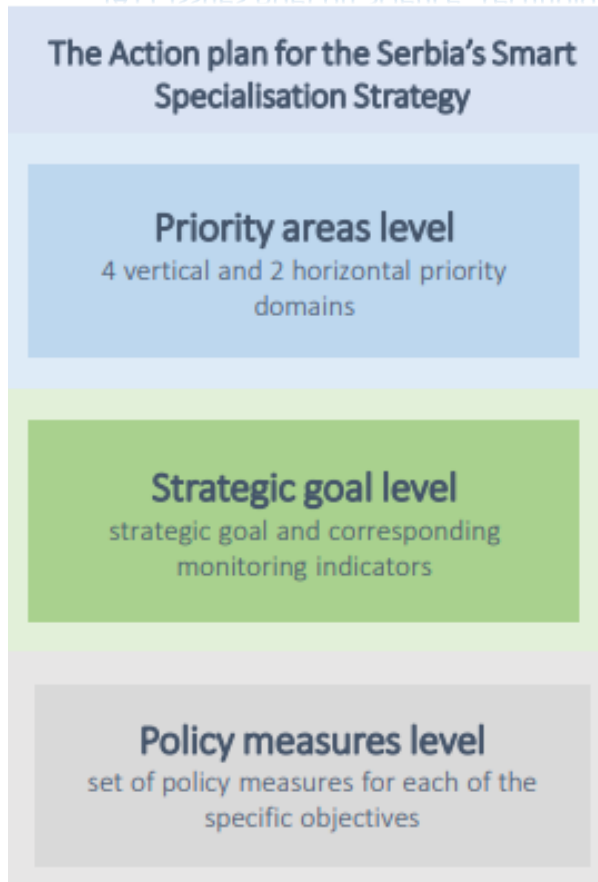 The Action plan for the Serbia's Smart
Specialisation Strategy
Priority areas level
4 vertical and 2 horizontal priority
domains
Strategic goal level
strategic goal and corresponding
monitoring indicators
Policy measures level
set of policy measures for each of the
specific objectives